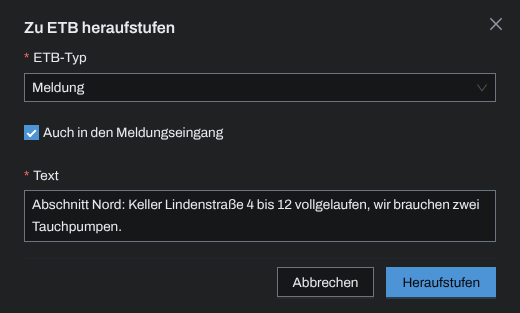 Zu ETB heraufstufen
* ETB-Typ
Meldung
Auch in den Meldungseingang
* Text
Abschnitt Nord: Keller Lindenstraße 4 bis 12 vollgelaufen, wir brauchen zwei
Tauchpumpen.
Abbrechen
Heraufstufen